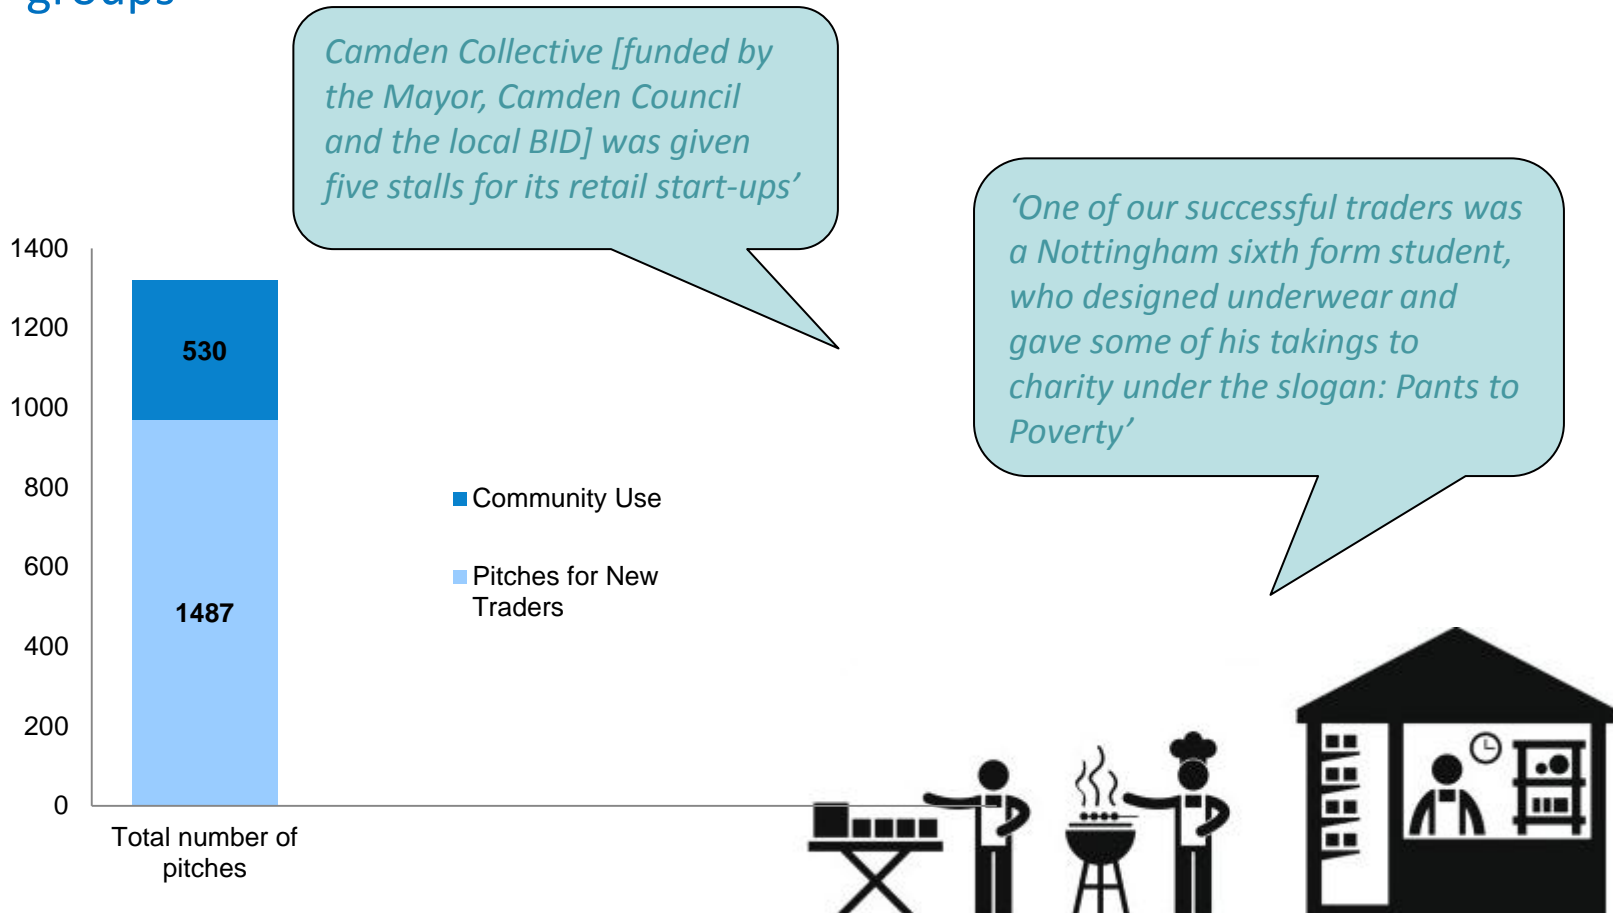 groups
Camden Collective [funded by
the Mayor, Camden Council
and the local BID] was given
five stalls for its retail start-ups’
‘One of our successful traders was
a Nottingham sixth form student,
who designed underwear and
gave some of his takings to
charity under the slogan: Pants to
Poverty’
1400
1200
1000
800
600
400
200
0
530
1487
Total number of
pitches
Community Use
Pitches for New
Traders